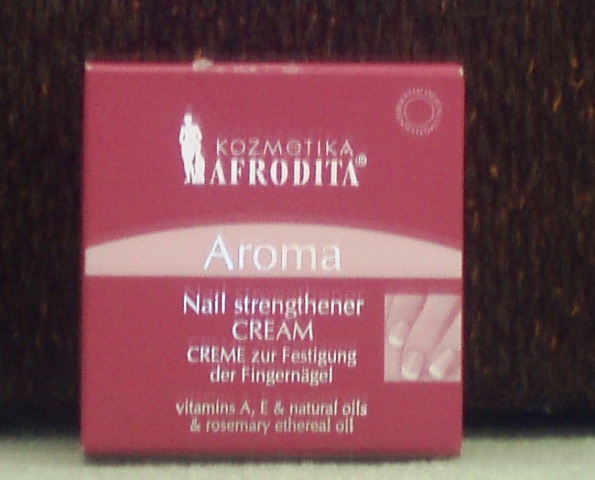 KOZMETIKA
AFRODITA®
Aroma
Nail strengthener
CREAM
CREME zur Festigung
der Fingernägel
vitamins A, E & natural oils
& rosemary ethereal oil